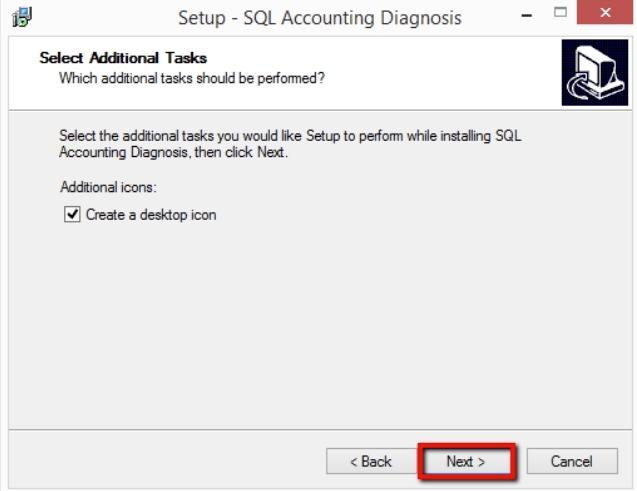 Setup - SQL Accounting Diagnosis
Select Additional Tasks
Which additional tasks should be performed?
Select the additional tasks you would like Setup to perform while installing SQL
Accounting Diagnosis, then click Next.
Additional icons:
Create a desktop icon
< Back Next > Cancel